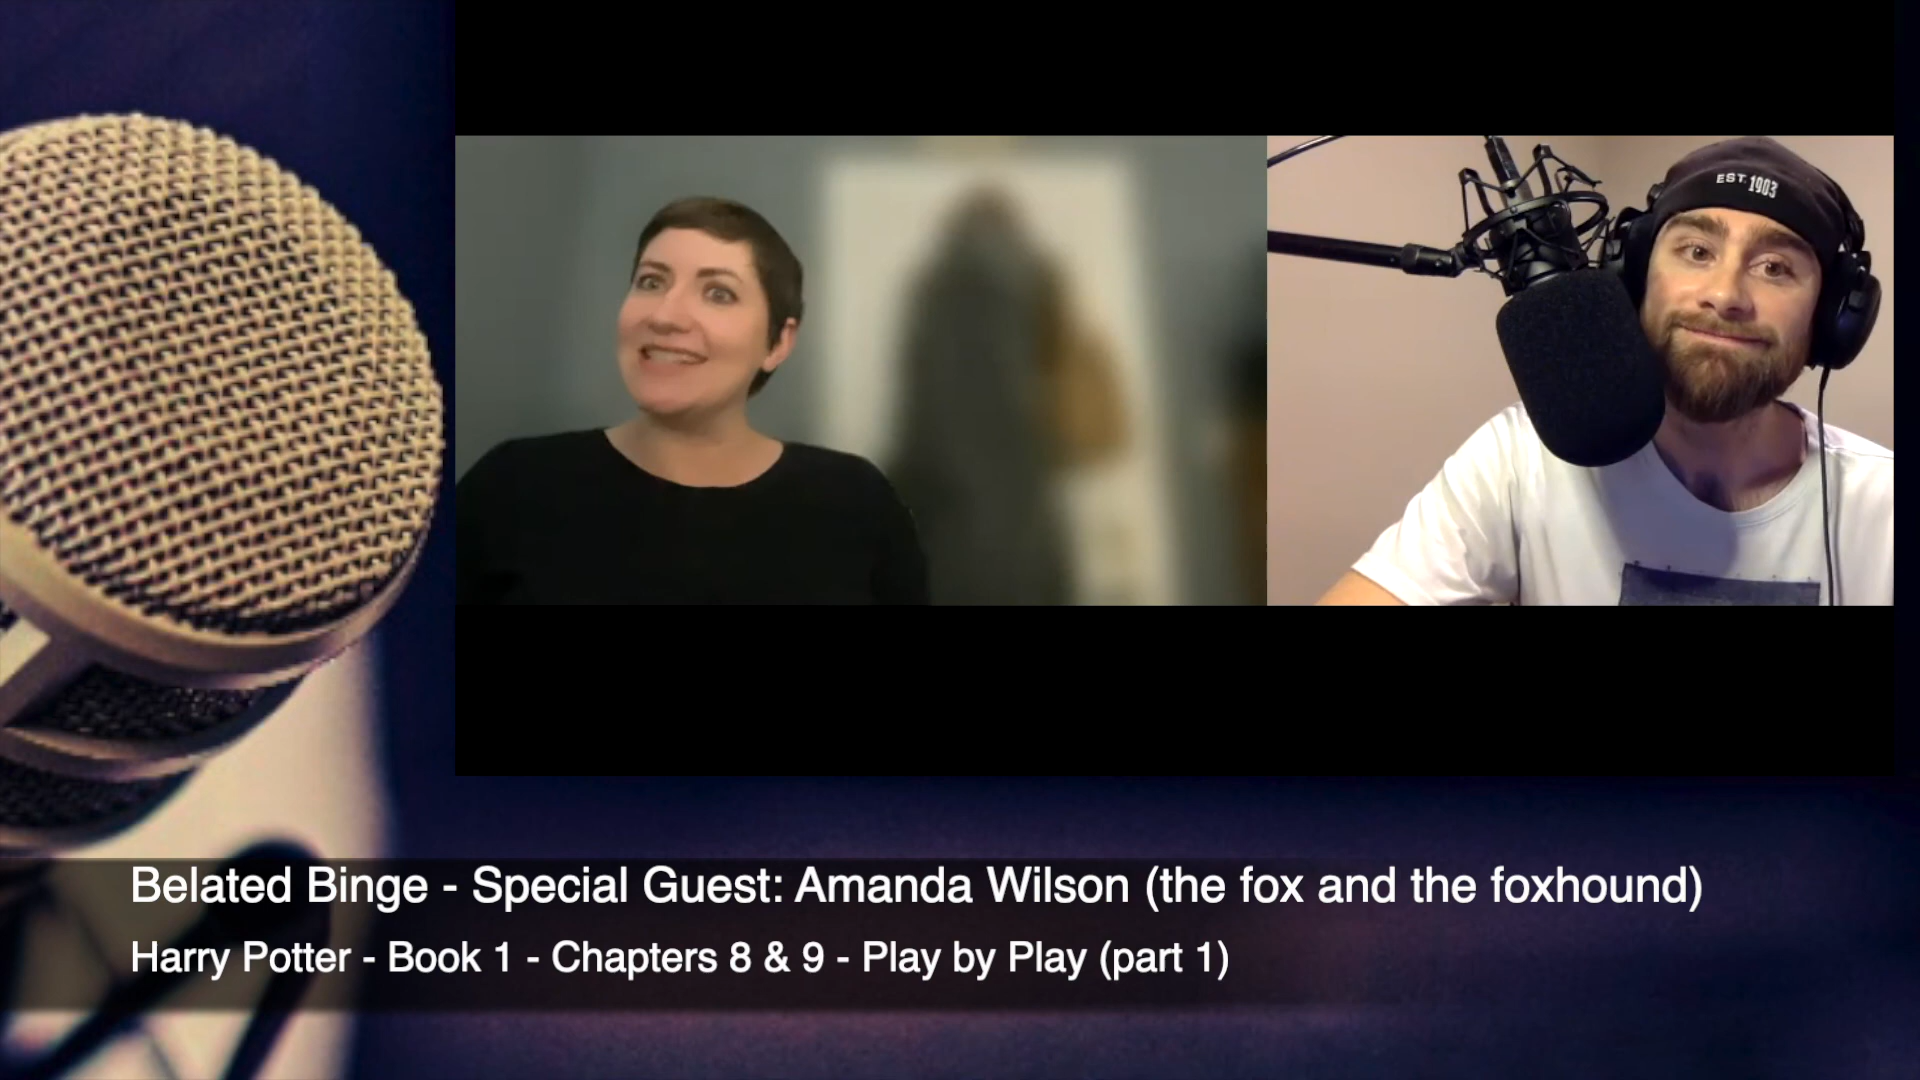 EST. 1903
Belated Binge - Special Guest: Amanda Wilson (the fox and the foxhound)
Harry Potter - Book 1 - Chapters 8 & 9 - Play by Play (part 1)